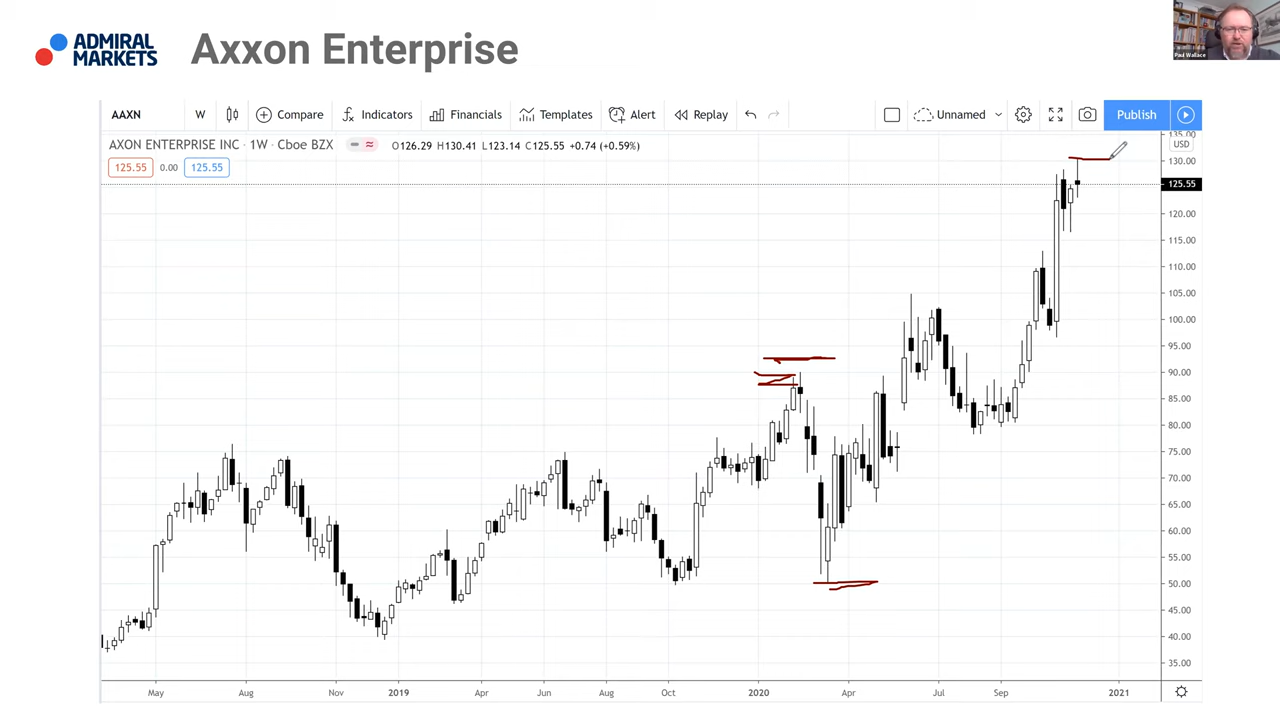 ADMIRAL
MARKETS
Axxon Enterprise
Paul Wallace
AAXN W Compare Indicators Financials Templates Alert Replay Unnamed Publish
AXON ENTERPRISE INC · 1W · Cboe BZX O126.29 H130.41 L123.14 C125.55 +0.74 (+0.59%)
125.55 0.00 125.55
135.00
USD
130.00
125.55
120.00
115.00
110.00
105.00
100.00
95.00
90.00
85.00
80.00
75.00
70.00
65.00
60.00
55.00
50.00
45.00
40.00
35.00
May Aug Nov 2019 Apr Jun Aug Oct 2020 Apr Jul Sep 2021